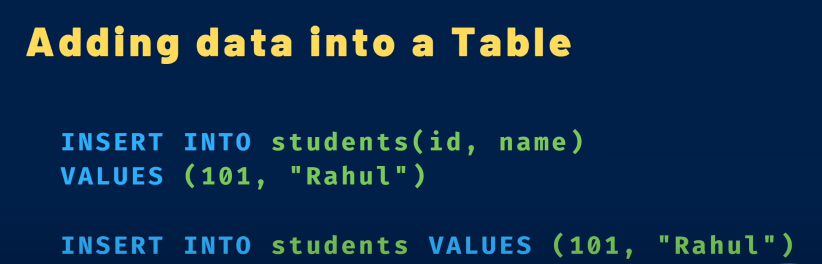 Adding data into a Table
INSERT INTO students(id, name)
VALUES (101, "Rahul")
INSERT INTO students VALUES (101, "Rahul")